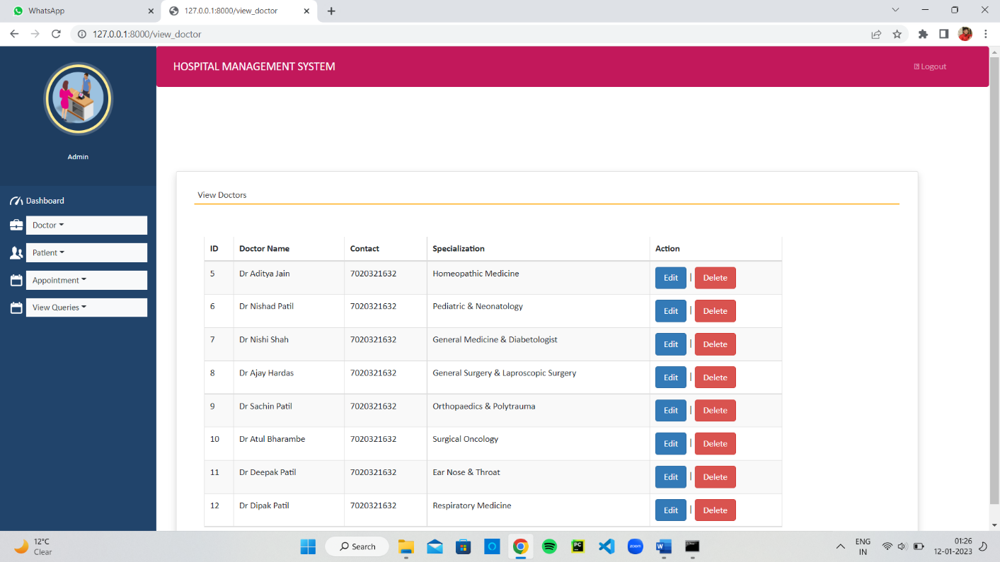 WhatsApp
127.0.0.1:8000/view_doctor
127.0.0.1:8000/view_doctor
HOSPITAL MANAGEMENT SYSTEM
Logout
Admin
Dashboard
Doctor
Patient
Appointment
View Queries
View Doctors
ID Doctor Name Contact Specialization Action
5 Dr Aditya Jain 7020321632 Homeopathic Medicine Edit | Delete
6 Dr Nishad Patil 7020321632 Pediatric & Neonatology Edit | Delete
7 Dr Nishi Shah 7020321632 General Medicine & Diabetologist Edit | Delete
8 Dr Ajay Hardas 7020321632 General Surgery & Laproscopic Surgery Edit | Delete
9 Dr Sachin Patil 7020321632 Orthopaedics & Polytrauma Edit | Delete
10 Dr Atul Bharambe 7020321632 Surgical Oncology Edit | Delete
11 Dr Deepak Patil 7020321632 Ear Nose & Throat Edit | Delete
12 Dr Dipak Patil 7020321632 Respiratory Medicine Edit | Delete
12°C
Clear
Search
PC
zoom
W
ENG
IN
01:26
12-01-2023